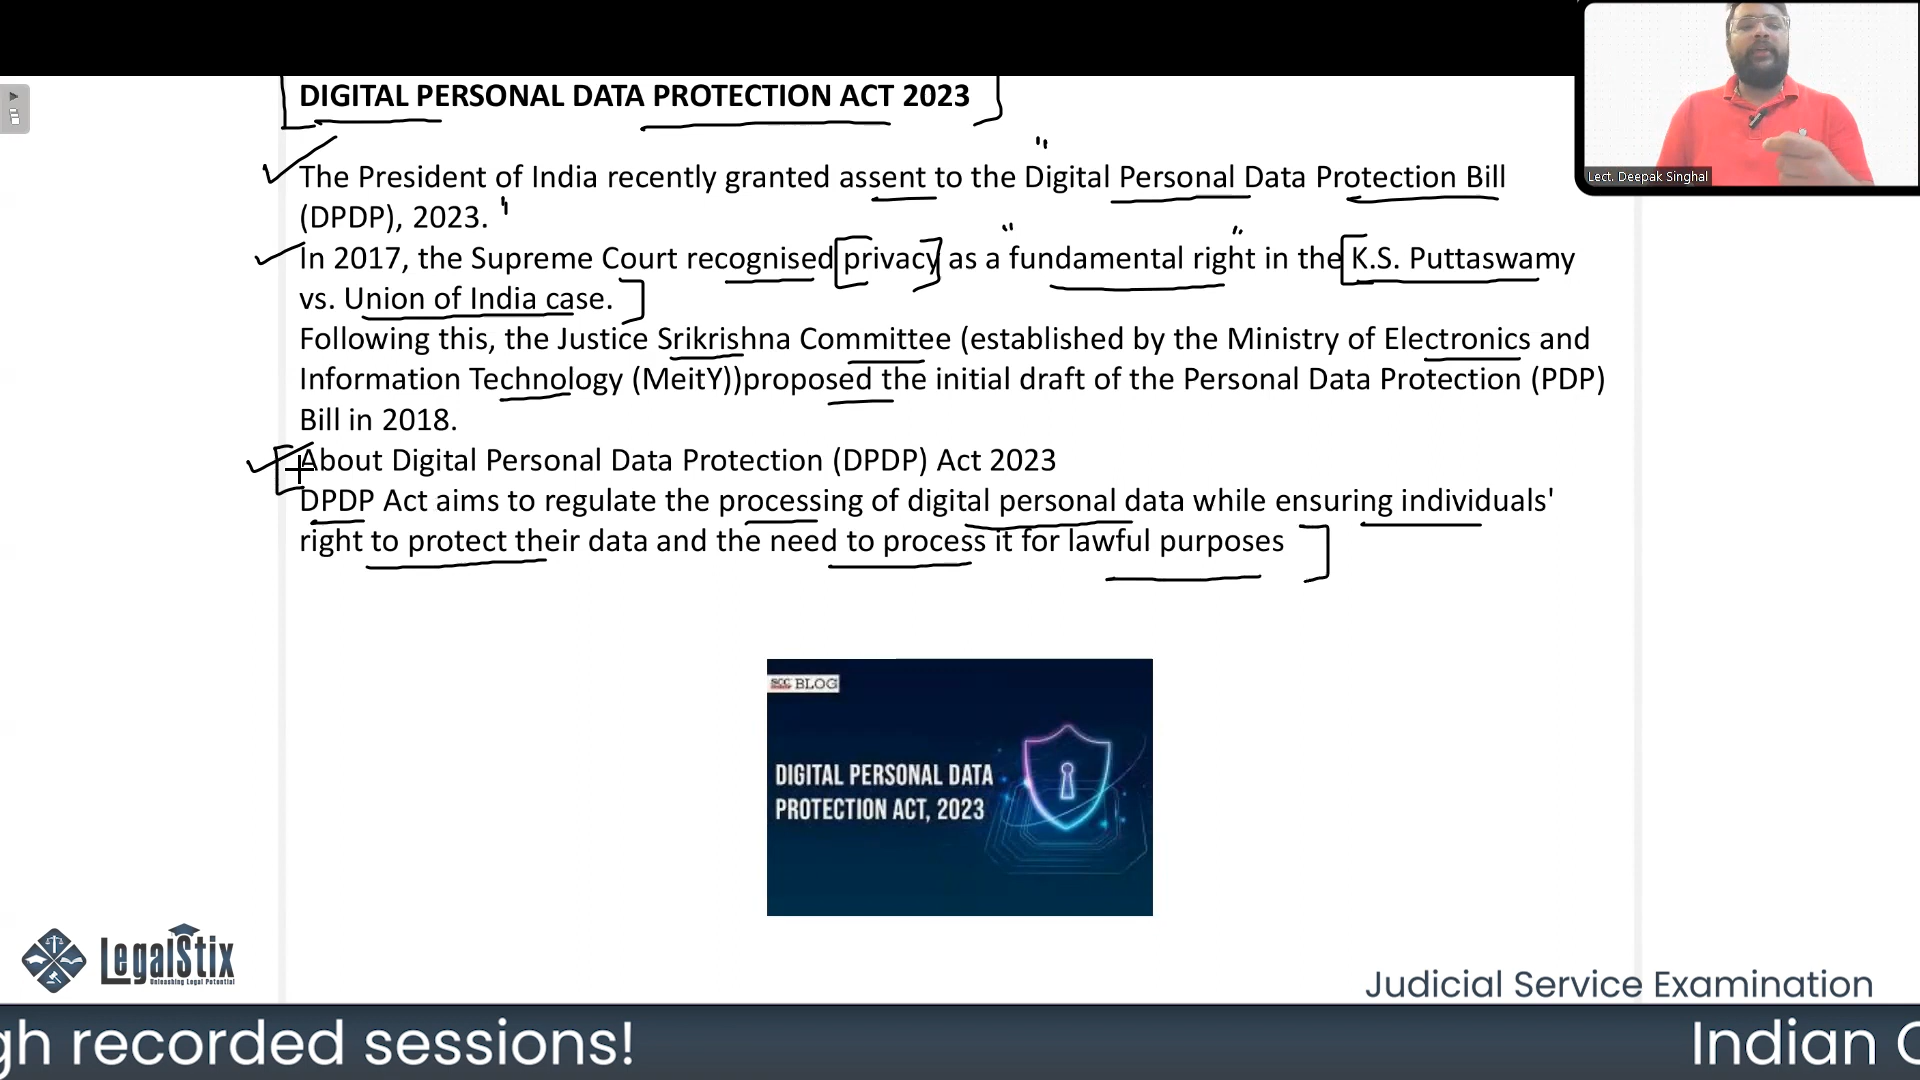 DIGITAL PERSONAL DATA PROTECTION ACT 2023
The President of India recently granted assent to the Digital Personal Data Protection Bill
(DPDP), 2023.
In 2017, the Supreme Court recognised privacy as a fundamental right in the K.S. Puttaswamy
vs. Union of India case.
Following this, the Justice Srikrishna Committee (established by the Ministry of Electronics and
Information Technology (MeitY))proposed the initial draft of the Personal Data Protection (PDP)
Bill in 2018.
About Digital Personal Data Protection (DPDP) Act 2023
DPDP Act aims to regulate the processing of digital personal data while ensuring individuals'
right to protect their data and the need to process it for lawful purposes
Lect. Deepak Singhal
SCC BLOG
DIGITAL PERSONAL DATA
PROTECTION ACT, 2023
LegalStix
Unleashing Legal Potential
Judicial Service Examination
gh recorded sessions!
Indian C